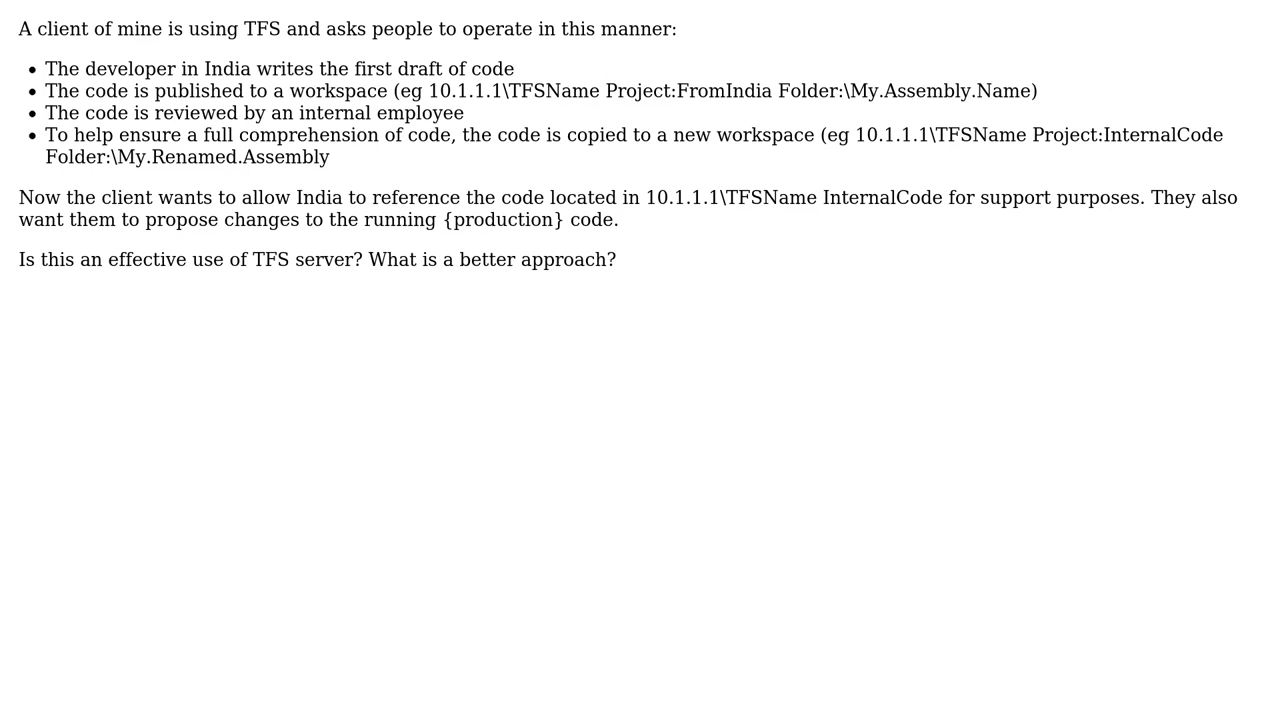 A client of mine is using TFS and asks people to operate in this manner:
The developer in India writes the first draft of code
The code is published to a workspace (eg 10.1.1.1\TFSName Project:FromIndia Folder:\My.Assembly.Name)
The code is reviewed by an internal employee
To help ensure a full comprehension of code, the code is copied to a new workspace (eg 10.1.1.1\TFSName Project:InternalCode
Folder:\My.Renamed.Assembly
Now the client wants to allow India to reference the code located in 10.1.1.1\TFSName InternalCode for support purposes. They also
want them to propose changes to the running {production} code.
Is this an effective use of TFS server? What is a better approach?